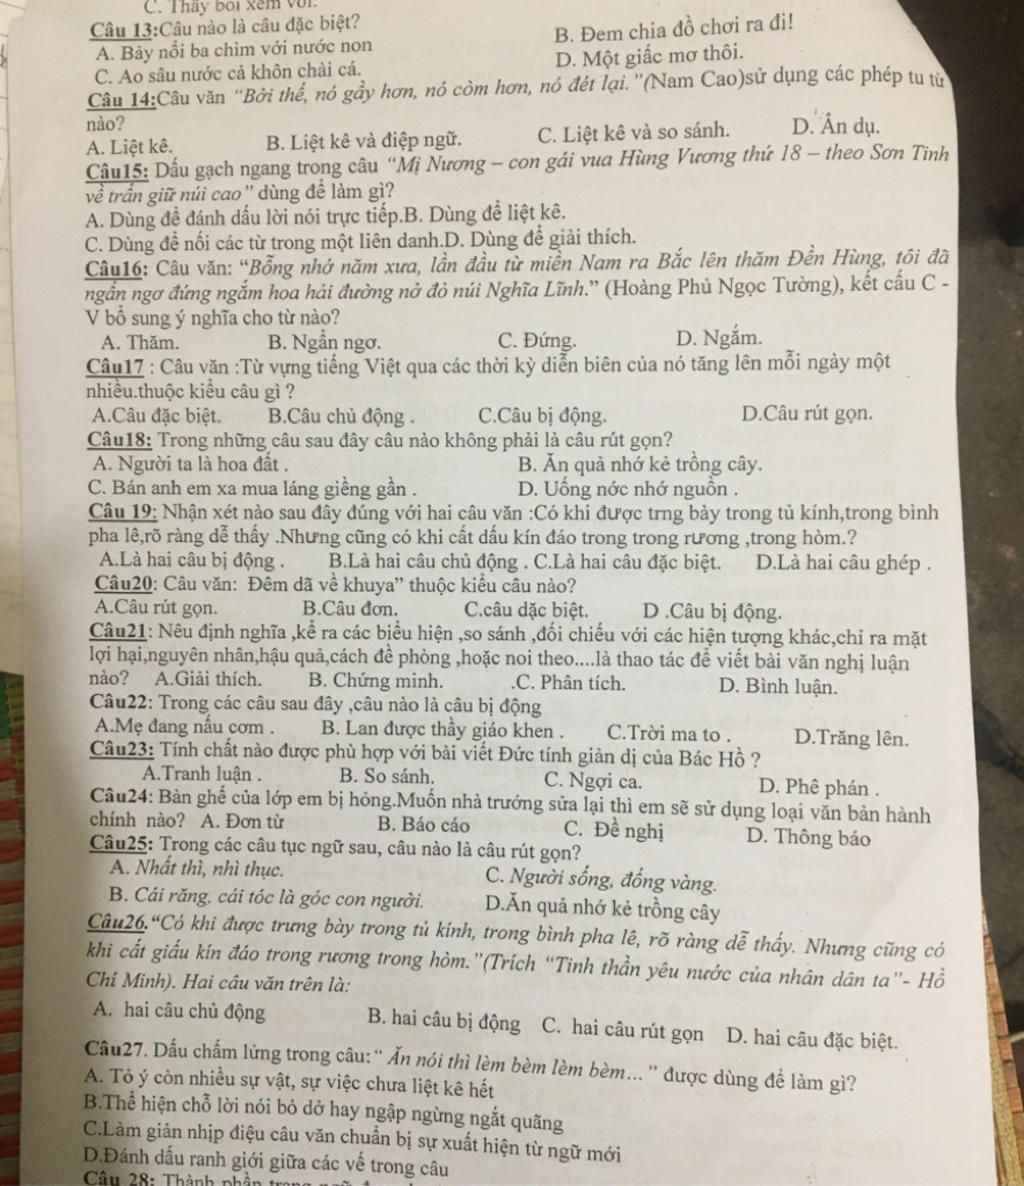 C. Thầy bói xem voi.
Câu 13:Câu nào là câu đặc biệt?
A. Bảy nổi ba chìm với nước non
B. Đem chia đồ chơi ra đi!
C. Ao sâu nước cả khôn chài cá.
D. Một giấc mơ thôi.
Câu 14:Câu văn "Bởi thế, nó gầy hơn, nó còm hơn, nó đét lại."(Nam Cao)sử dụng các phép tu từ
nào?
A. Liệt kê. B. Liệt kê và điệp ngữ. C. Liệt kê và so sánh. D. Ẩn dụ.
Câu15: Dấu gạch ngang trong câu "Mị Nương – con gái vua Hùng Vương thứ 18 – theo Sơn Tinh
về trấn giữ núi cao" dùng để làm gì?
A. Dùng để đánh dấu lời nói trực tiếp.B. Dùng để liệt kê.
C. Dùng để nối các từ trong một liên danh.D. Dùng để giải thích.
Câu16: Câu văn: "Bỗng nhớ năm xưa, lần đầu từ miền Nam ra Bắc lên thăm Đền Hùng, tôi đã
ngẩn ngơ đứng ngắm hoa hải đường nở đỏ núi Nghĩa Lĩnh." (Hoàng Phủ Ngọc Tường), kết cấu C -
V bổ sung ý nghĩa cho từ nào?
A. Thăm. B. Ngẩn ngơ. C. Đứng. D. Ngắm.
Câu17 : Câu văn :Từ vựng tiếng Việt qua các thời kỳ diễn biên của nó tăng lên mỗi ngày một
nhiều.thuộc kiểu câu gì ?
A.Câu đặc biệt. B.Câu chủ động . C.Câu bị động. D.Câu rút gọn.
Câu18: Trong những câu sau đây câu nào không phải là câu rút gọn?
A. Người ta là hoa đất . B. Ăn quả nhớ kẻ trồng cây.
C. Bán anh em xa mua láng giềng gần . D. Uống nớc nhớ nguồn .
Câu 19: Nhận xét nào sau đây đúng với hai câu văn :Có khi được trng bày trong tủ kính,trong bình
pha lê,rõ ràng dễ thấy .Nhưng cũng có khi cất dấu kín đáo trong trong rương ,trong hòm.?
A.Là hai câu bị động . B.Là hai câu chủ động . C.Là hai câu đặc biệt. D.Là hai câu ghép .
Câu20: Câu văn: Đêm dã về khuya" thuộc kiểu câu nào?
A.Câu rút gọn. B.Câu đơn. C.câu dặc biệt. D .Câu bị động.
Câu21: Nêu định nghĩa ,kể ra các biểu hiện ,so sánh ,đối chiếu với các hiện tượng khác,chỉ ra mặt
lợi hại,nguyên nhân,hậu quả,cách đề phòng ,hoặc noi theo....là thao tác để viết bài văn nghị luận
nào? A.Giải thích. B. Chứng minh. .C. Phân tích. D. Bình luận.
Câu22: Trong các câu sau đây ,câu nào là câu bị động
A.Mẹ đang nấu cơm . B. Lan được thầy giáo khen . C.Trời ma to . D.Trăng lên.
Câu23: Tính chất nào được phù hợp với bài viết Đức tính giản dị của Bác Hồ ?
A.Tranh luận . B. So sánh. C. Ngợi ca. D. Phê phán .
Câu24: Bàn ghế của lớp em bị hỏng.Muốn nhà trướng sửa lại thì em sẽ sử dụng loại văn bản hành
chính nào? A. Đơn từ B. Báo cáo C. Đề nghị D. Thông báo
Câu25: Trong các câu tục ngữ sau, câu nào là câu rút gọn?
A. Nhất thì, nhì thục. C. Người sống, đống vàng.
B. Cái răng, cái tóc là góc con người. D.Ăn quả nhớ kẻ trồng cây
Câu26."Có khi được trưng bày trong tủ kính, trong bình pha lê, rõ ràng dễ thấy. Nhưng cũng có
khi cất giấu kín đáo trong rương trong hòm."(Trích "Tinh thần yêu nước của nhân dân ta"- Hồ
Chí Minh). Hai câu văn trên là:
A. hai câu chủ động B. hai câu bị động C. hai câu rút gọn D. hai câu đặc biệt.
Câu27. Dấu chấm lửng trong câu:" Ăn nói thì lèm bèm lèm bèm... " được dùng để làm gì?
A. Tỏ ý còn nhiều sự vật, sự việc chưa liệt kê hết
B.Thể hiện chỗ lời nói bỏ dở hay ngập ngừng ngắt quãng
C.Làm giãn nhịp điệu câu văn chuẩn bị sự xuất hiện từ ngữ mới
D.Đánh dấu ranh giới giữa các vế trong câu
Câu 28: Thành phần